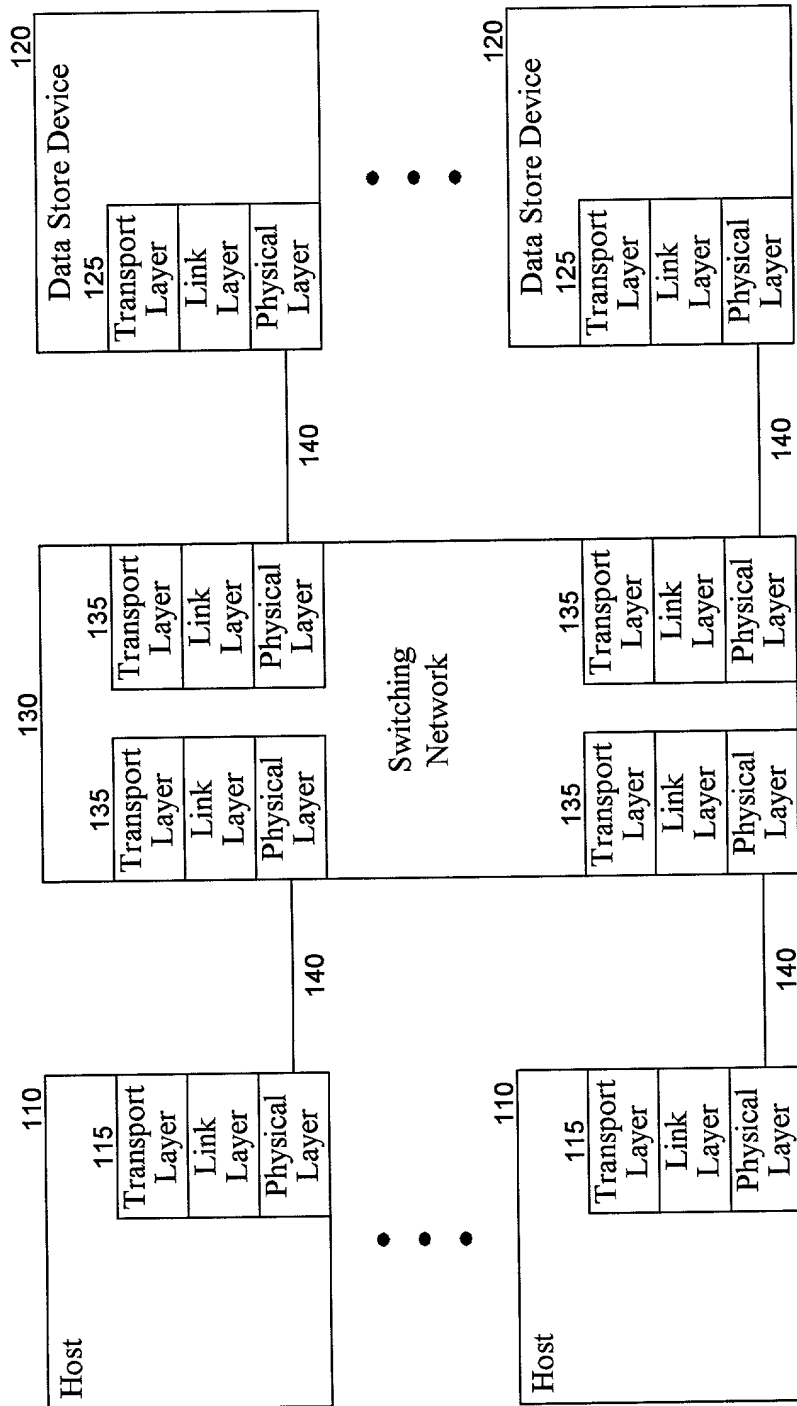 110
Host
115
Transport
Layer
Link
Layer
Physical
Layer
140
110
Host
115
Transport
Layer
Link
Layer
Physical
Layer
140
130
135
Transport
Layer
Link
Layer
Physical
Layer
135
Transport
Layer
Link
Layer
Physical
Layer
Switching
Network
135
Transport
Layer
Link
Layer
Physical
Layer
135
Transport
Layer
Link
Layer
Physical
Layer
140
140
120
Data Store Device
125
Transport
Layer
Link
Layer
Physical
Layer
120
Data Store Device
125
Transport
Layer
Link
Layer
Physical
Layer